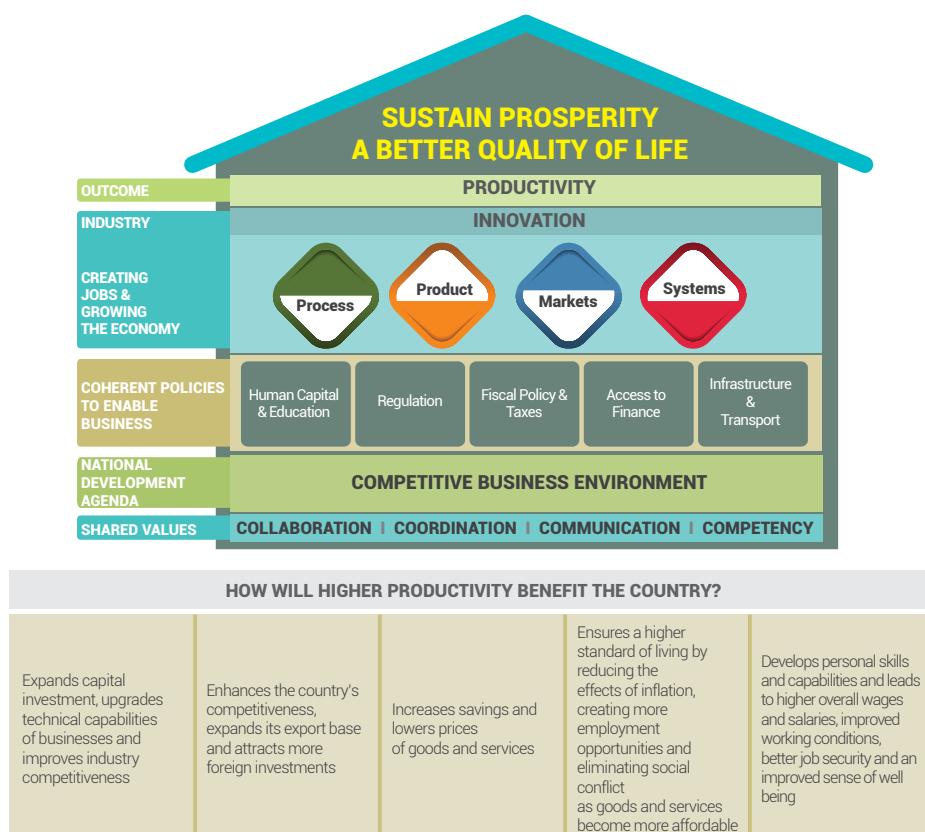 SUSTAIN PROSPERITY
A BETTER QUALITY OF LIFE
OUTCOME
PRODUCTIVITY
INDUSTRY
INNOVATION
CREATING
JOBS &
GROWING
THE ECONOMY
Process
Product
Markets
Systems
COHERENT POLICIES
TO ENABLE
BUSINESS
Human Capital
& Education
Regulation
Fiscal Policy &
Taxes
Access to
Finance
Infrastructure
&
Transport
NATIONAL
DEVELOPMENT
AGENDA
COMPETITIVE BUSINESS ENVIRONMENT
SHARED VALUES
COLLABORATION | COORDINATION | COMMUNICATION | COMPETENCY
HOW WILL HIGHER PRODUCTIVITY BENEFIT THE COUNTRY?
Expands capital
investment, upgrades
technical capabilities
of businesses and
improves industry
competitiveness
Enhances the country's
competitiveness,
expands its export base
and attracts more
foreign investments
Increases savings and
lowers prices
of goods and services
Ensures a higher
standard of living by
reducing the
effects of inflation,
creating more
employment
opportunities and
eliminating social
conflict
as goods and services
become more affordable
Develops personal skills
and capabilities and leads
to higher overall wages
and salaries, improved
working conditions,
better job security and an
improved sense of well
being